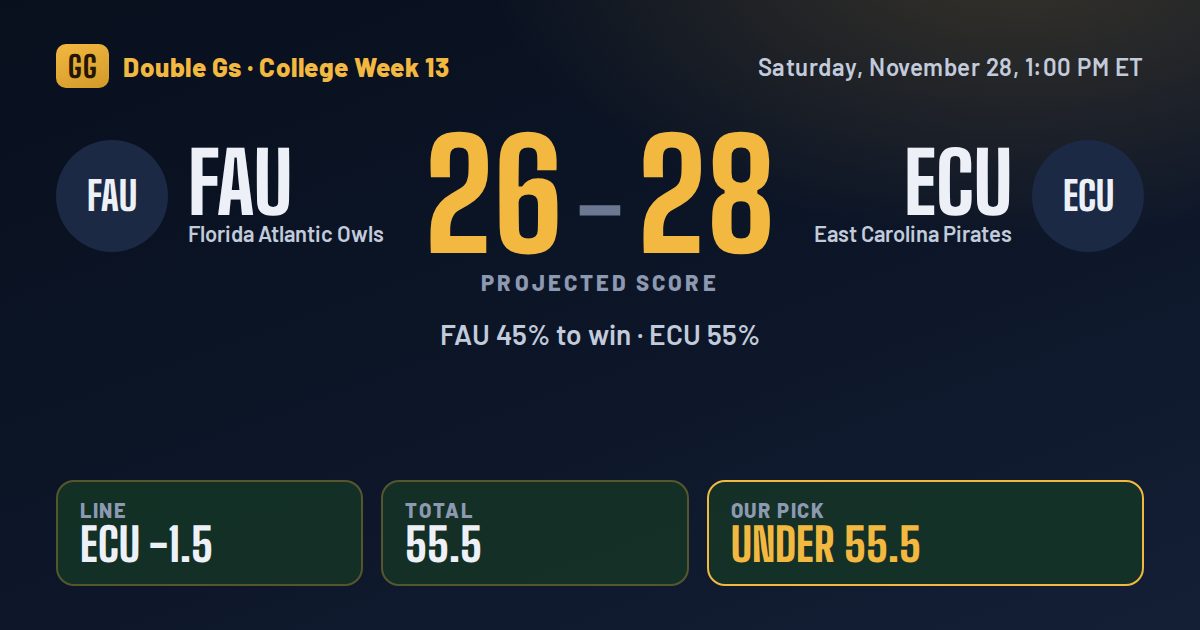 GG Double Gs · College Week 13
Saturday, November 28, 1:00 PM ET
FAU
FAU
Florida Atlantic Owls
26 – 28
PROJECTED SCORE
FAU 45% to win · ECU 55%
ECU
East Carolina Pirates
ECU
LINE
ECU −1.5
TOTAL
55.5
OUR PICK
UNDER 55.5